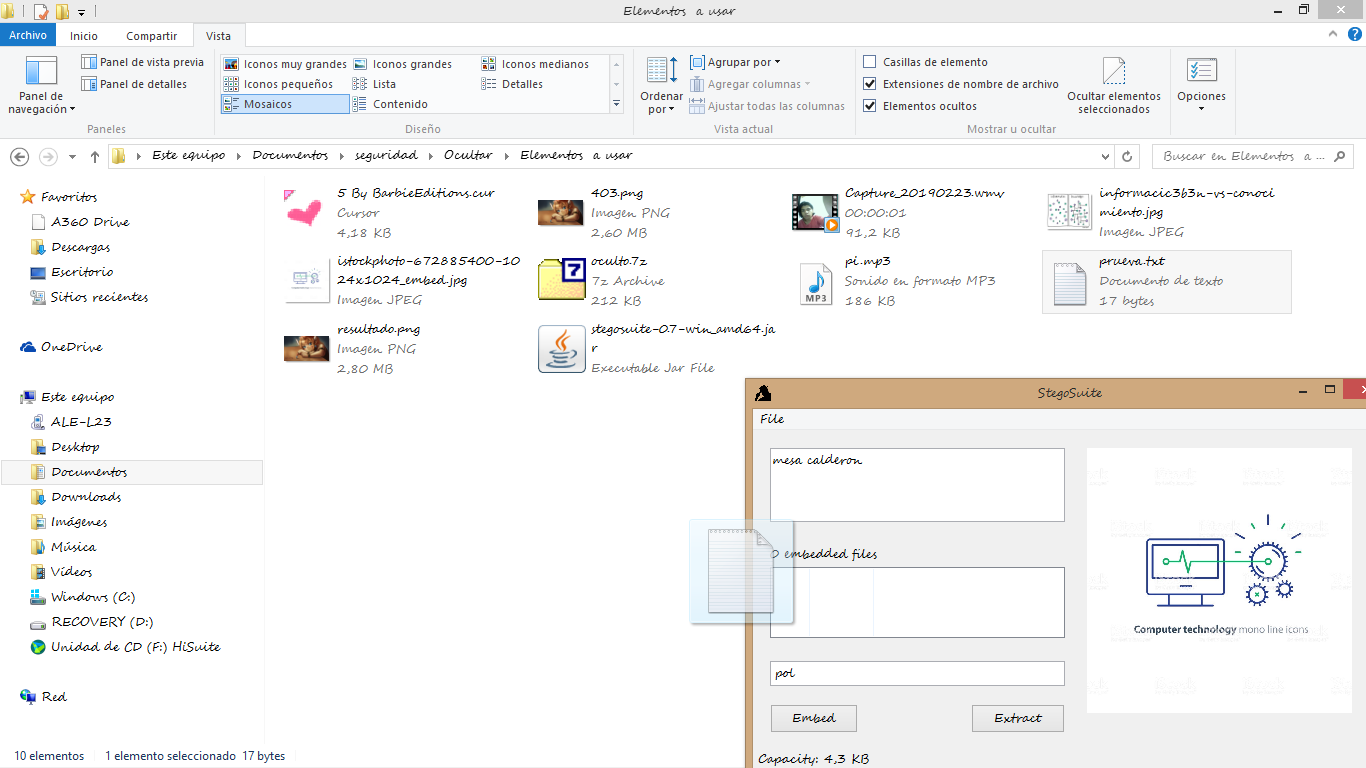 Elementos a usar
Archivo
Inicio
Compartir
Vista
Panel de navegación
Panel de vista previa
Panel de detalles
Paneles
Iconos muy grandes
Iconos grandes
Iconos medianos
Iconos pequeños
Lista
Detalles
Mosaicos
Contenido
Diseño
Ordenar por
Agrupar por
Agregar columnas
Ajustar todas las columnas
Vista actual
Casillas de elemento
Extensiones de nombre de archivo
Elementos ocultos
Ocultar elementos seleccionados
Mostrar u ocultar
Opciones
Este equipo
Documentos
seguridad
Ocultar
Elementos a usar
Buscar en Elementos a ...
Favoritos
A360 Drive
Descargas
Escritorio
Sitios recientes
OneDrive
Este equipo
ALE-L23
Desktop
Documentos
Downloads
Imágenes
Música
Vídeos
Windows (C:)
RECOVERY (D:)
Unidad de CD (F:) HiSuite
Red
5 By BarbieEditions.cur
Cursor
4,18 KB
403.png
Imagen PNG
2,60 MB
Capture_20190223.wmv
00:00:01
91,2 KB
informacic3b3n-vs-conoci
miento.jpg
Imagen JPEG
istockphoto-672885400-10
24x1024_embed.jpg
Imagen JPEG
7
oculto.7z
7z Archive
212 KB
MP3
pi.mp3
Sonido en formato MP3
186 KB
prueva.txt
Documento de texto
17 bytes
resultado.png
Imagen PNG
2,80 MB
stegosuite-0.7-win_amd64.ja
r
Executable Jar File
StegoSuite
File
mesa calderon
0 embedded files
pol
Embed
Extract
Capacity: 4,3 KB
Computer technology mono line icons
10 elementos
1 elemento seleccionado 17 bytes